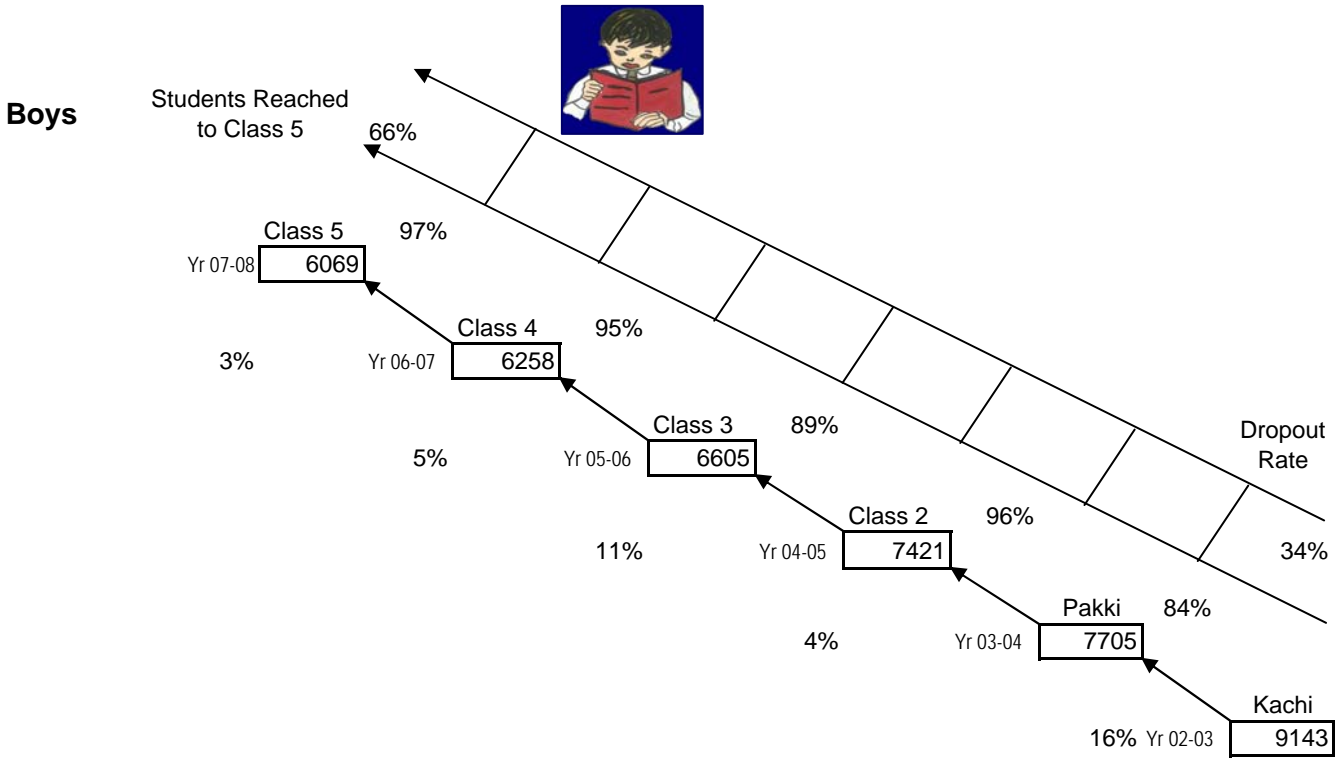 Boys
Students Reached
to Class 5
66%
Class 5
97%
Yr 07-08
6069
Class 4
95%
3%
Yr 06-07
6258
Class 3
89%
Dropout
Rate
5%
Yr 05-06
6605
Class 2
96%
11%
Yr 04-05
7421
34%
Pakki
84%
4%
Yr 03-04
7705
Kachi
16%
Yr 02-03
9143